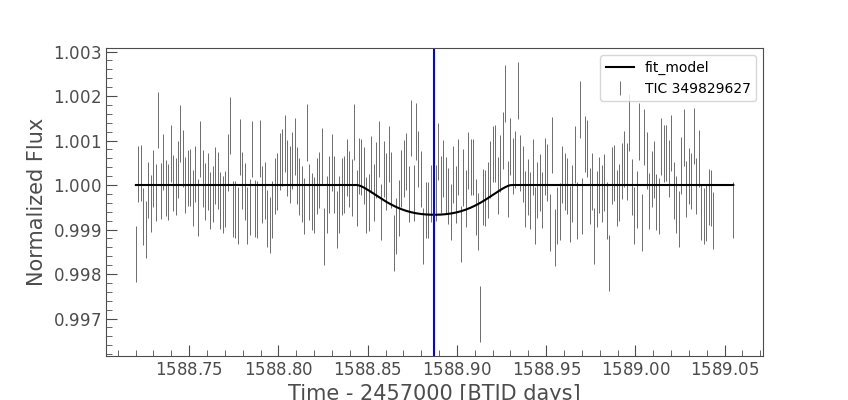 1.003
1.002
1.001
1.000
0.999
0.998
0.997
Normalized Flux
fit_model
TIC 349829627
1588.75 1588.80 1588.85 1588.90 1588.95 1589.00 1589.05
Time - 2457000 [BTJD days]